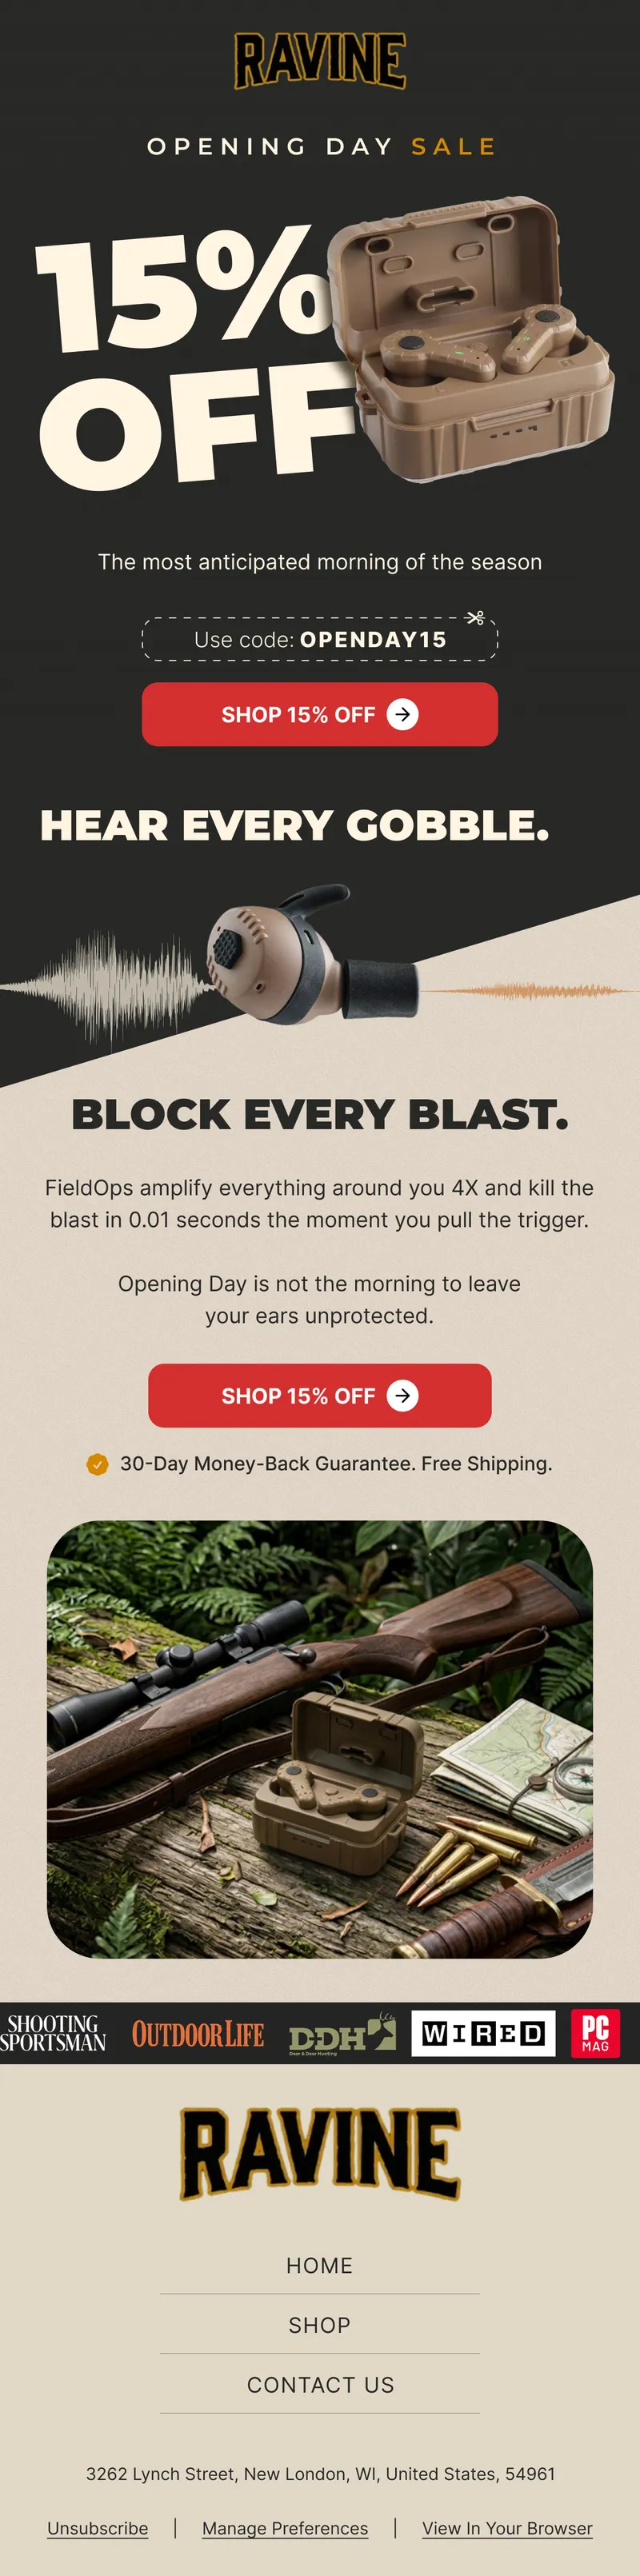 RAVINE
OPENING DAY SALE
15%
OFF
The most anticipated morning of the season
Use code: OPENDAY15
SHOP 15% OFF
HEAR EVERY GOBBLE.
BLOCK EVERY BLAST.
FieldOps amplify everything around you 4X and kill the
blast in 0.01 seconds the moment you pull the trigger.
Opening Day is not the morning to leave
your ears unprotected.
SHOP 15% OFF
30-Day Money-Back Guarantee. Free Shipping.
SHOOTING
SPORTSMAN
OUTDOOR LIFE
DDH
Deer & Deer Hunting
WIRED
PC
MAG
RAVINE
HOME
SHOP
CONTACT US
3262 Lynch Street, New London, WI, United States, 54961
Unsubscribe | Manage Preferences | View In Your Browser